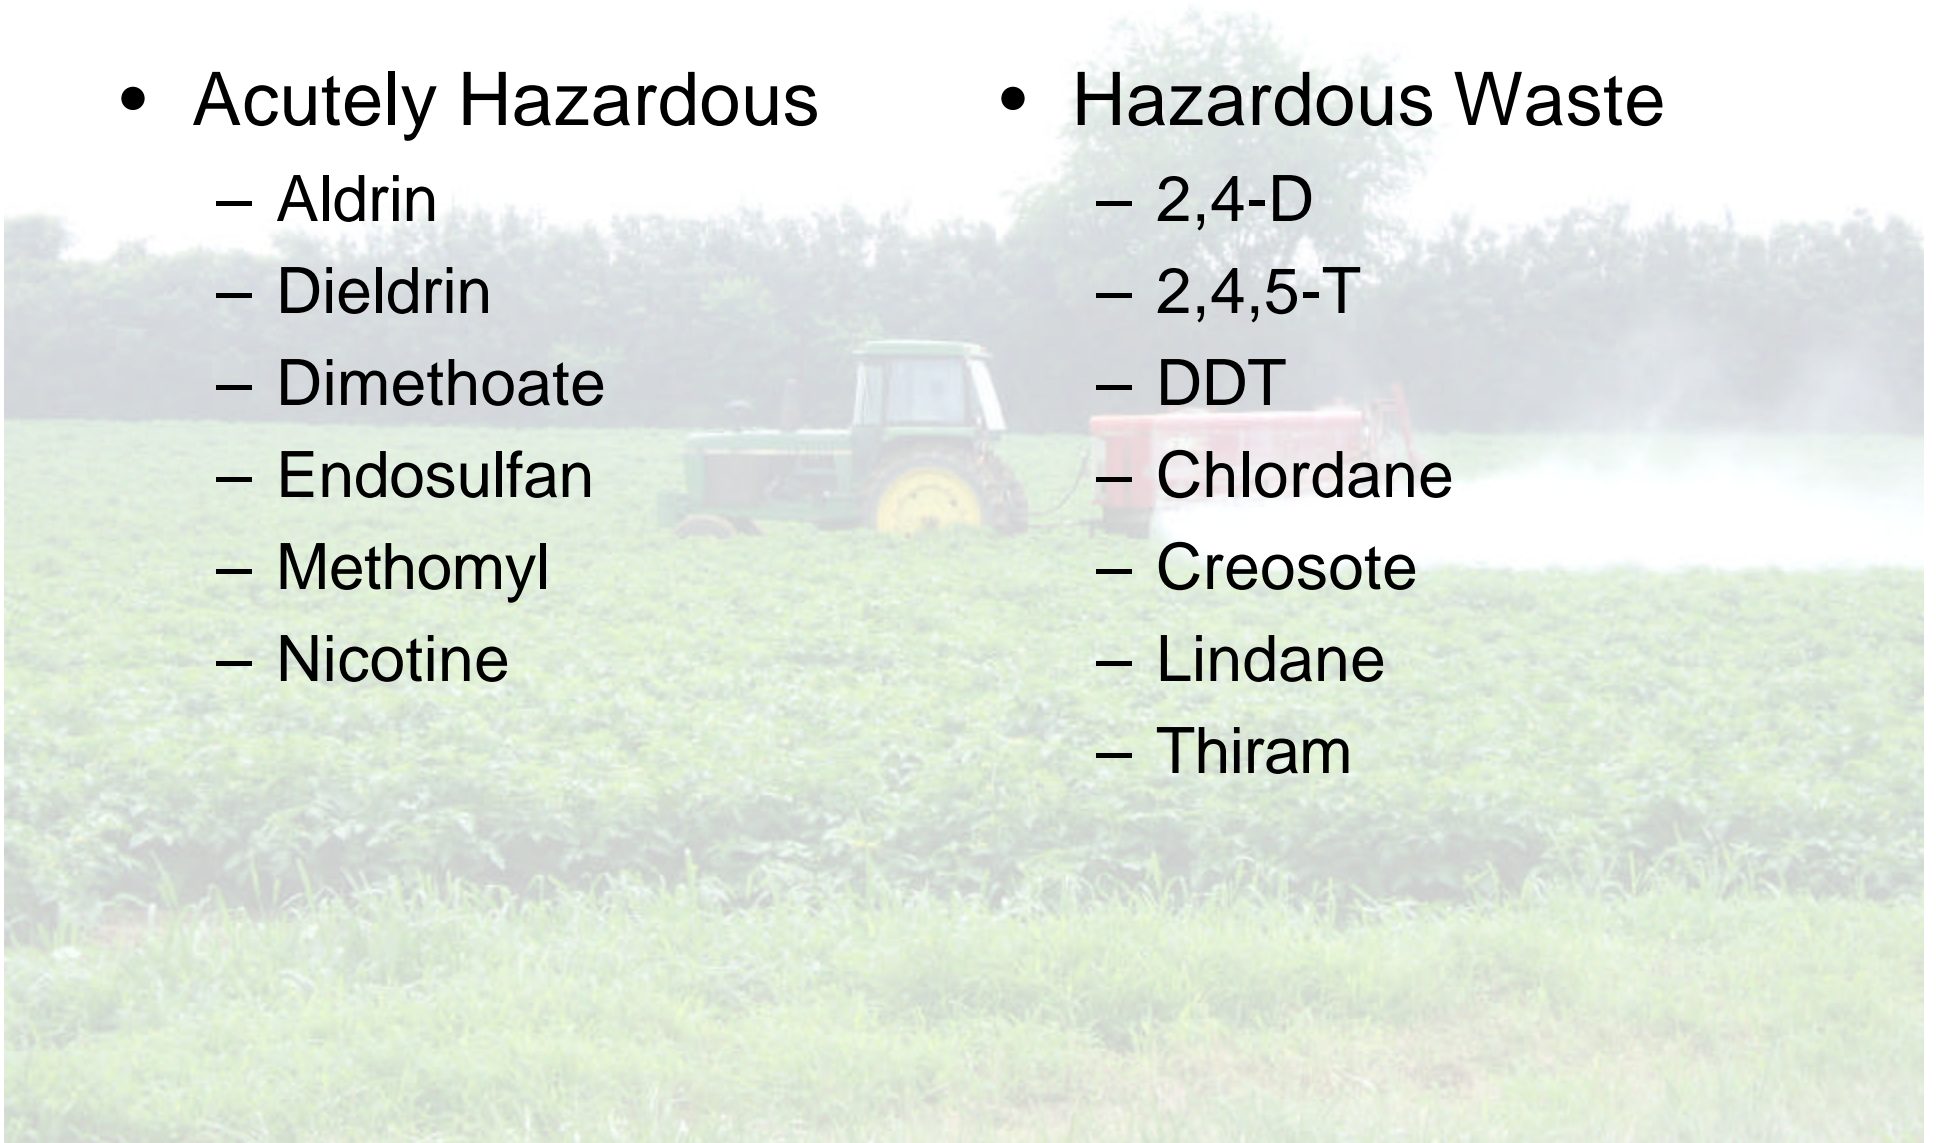 • Acutely Hazardous
– Aldrin
– Dieldrin
– Dimethoate
– Endosulfan
– Methomyl
– Nicotine
• Hazardous Waste
– 2,4-D
– 2,4,5-T
– DDT
– Chlordane
– Creosote
– Lindane
– Thiram